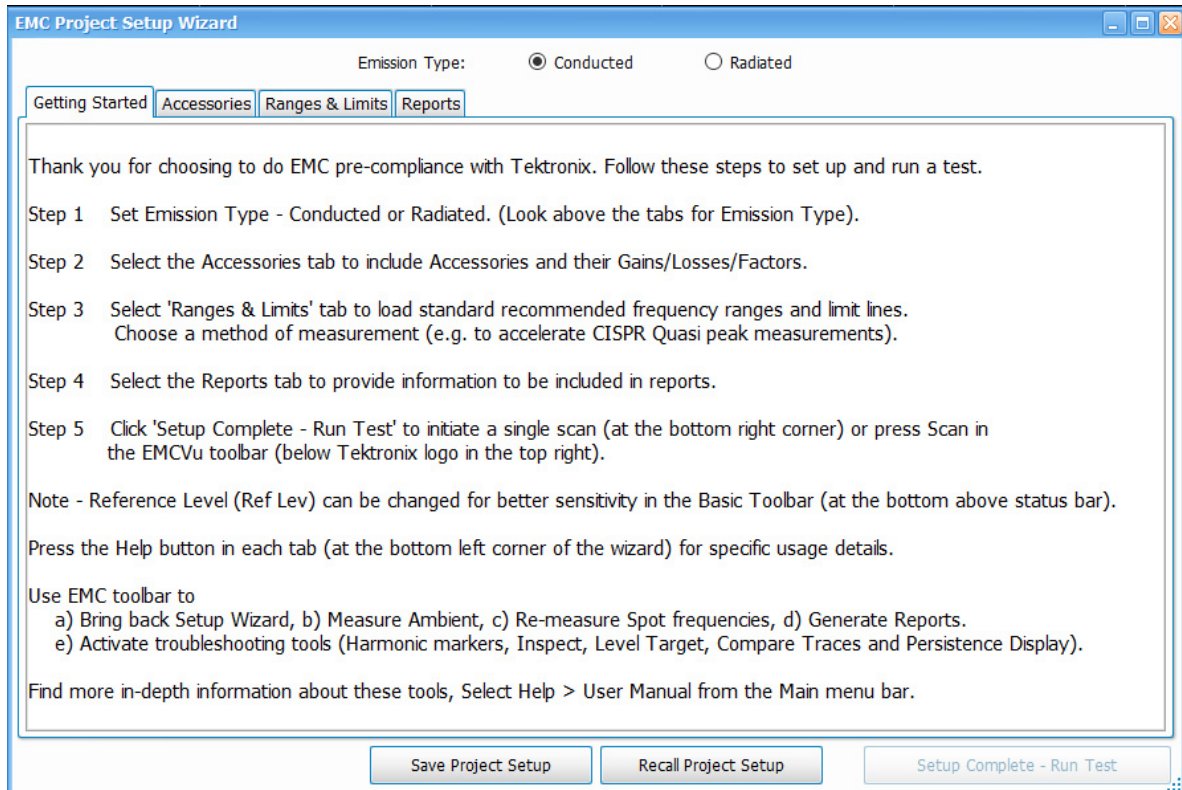 EMC Project Setup Wizard
Emission Type: Conducted Radiated
Getting Started Accessories Ranges & Limits Reports
Thank you for choosing to do EMC pre-compliance with Tektronix. Follow these steps to set up and run a test.
Step 1 Set Emission Type - Conducted or Radiated. (Look above the tabs for Emission Type).
Step 2 Select the Accessories tab to include Accessories and their Gains/Losses/Factors.
Step 3 Select 'Ranges & Limits' tab to load standard recommended frequency ranges and limit lines.
Choose a method of measurement (e.g. to accelerate CISPR Quasi peak measurements).
Step 4 Select the Reports tab to provide information to be included in reports.
Step 5 Click 'Setup Complete - Run Test' to initiate a single scan (at the bottom right corner) or press Scan in
the EMCVu toolbar (below Tektronix logo in the top right).
Note - Reference Level (Ref Lev) can be changed for better sensitivity in the Basic Toolbar (at the bottom above status bar).
Press the Help button in each tab (at the bottom left corner of the wizard) for specific usage details.
Use EMC toolbar to
a) Bring back Setup Wizard, b) Measure Ambient, c) Re-measure Spot frequencies, d) Generate Reports.
e) Activate troubleshooting tools (Harmonic markers, Inspect, Level Target, Compare Traces and Persistence Display).
Find more in-depth information about these tools, Select Help > User Manual from the Main menu bar.
Save Project Setup Recall Project Setup Setup Complete - Run Test